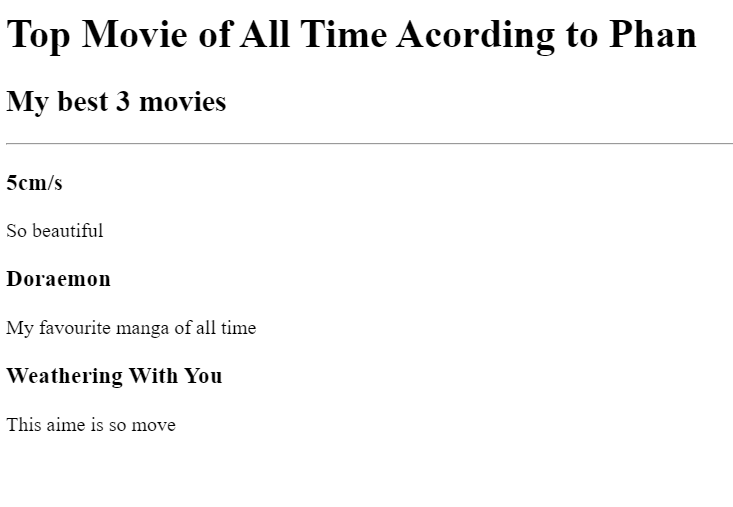 Top Movie of All Time Acording to Phan
My best 3 movies
5cm/s
So beautiful
Doraemon
My favourite manga of all time
Weathering With You
This aime is so move